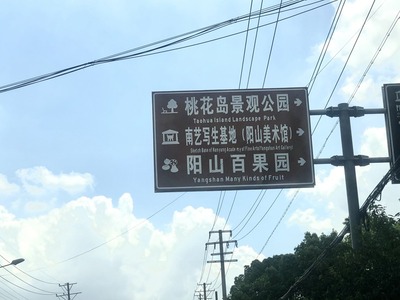 桃花岛景观公园
Taohua Island Landscape Park
南艺写生基地(阳山美术馆)
阳山百果园
Yangshan Many Kinds of Fruit